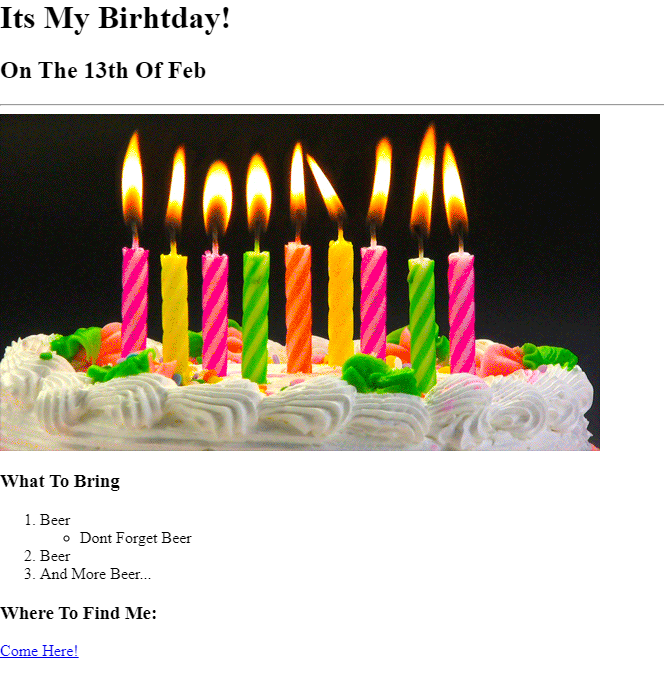 Its My Birhtday!
On The 13th Of Feb
What To Bring
1. Beer
◦ Dont Forget Beer
2. Beer
3. And More Beer...
Where To Find Me:
Come Here!